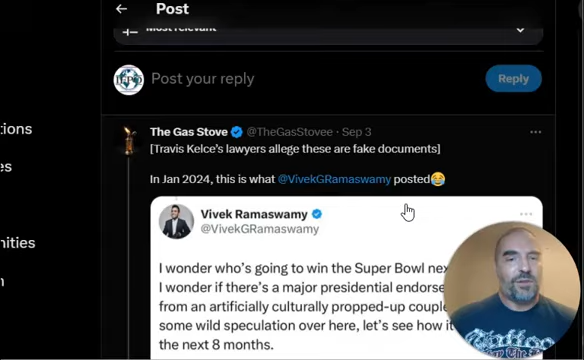 Post
Most relevant
Post your reply
Reply
tions
The Gas Stove @TheGasStovee · Sep 3
[Travis Kelce's lawyers allege these are fake documents]
es
In Jan 2024, this is what @VivekGRamaswamy posted😂
Vivek Ramaswamy
@VivekGRamaswamy
nities
I wonder who's going to win the Super Bowl nex
I wonder if there's a major presidential endorse
from an artificially culturally propped-up couple
some wild speculation over here, let's see how it
the next 8 months.